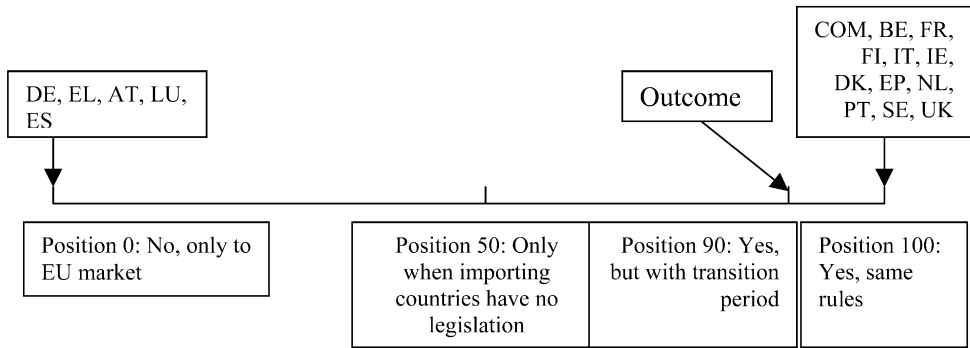 DE, EL, AT, LU,
ES
Outcome
COM, BE, FR,
FI, IT, IE,
DK, EP, NL,
PT, SE, UK
Position 0: No, only to
EU market
Position 50: Only
when importing
countries have no
legislation
Position 90: Yes,
but with transition
period
Position 100:
Yes, same
rules